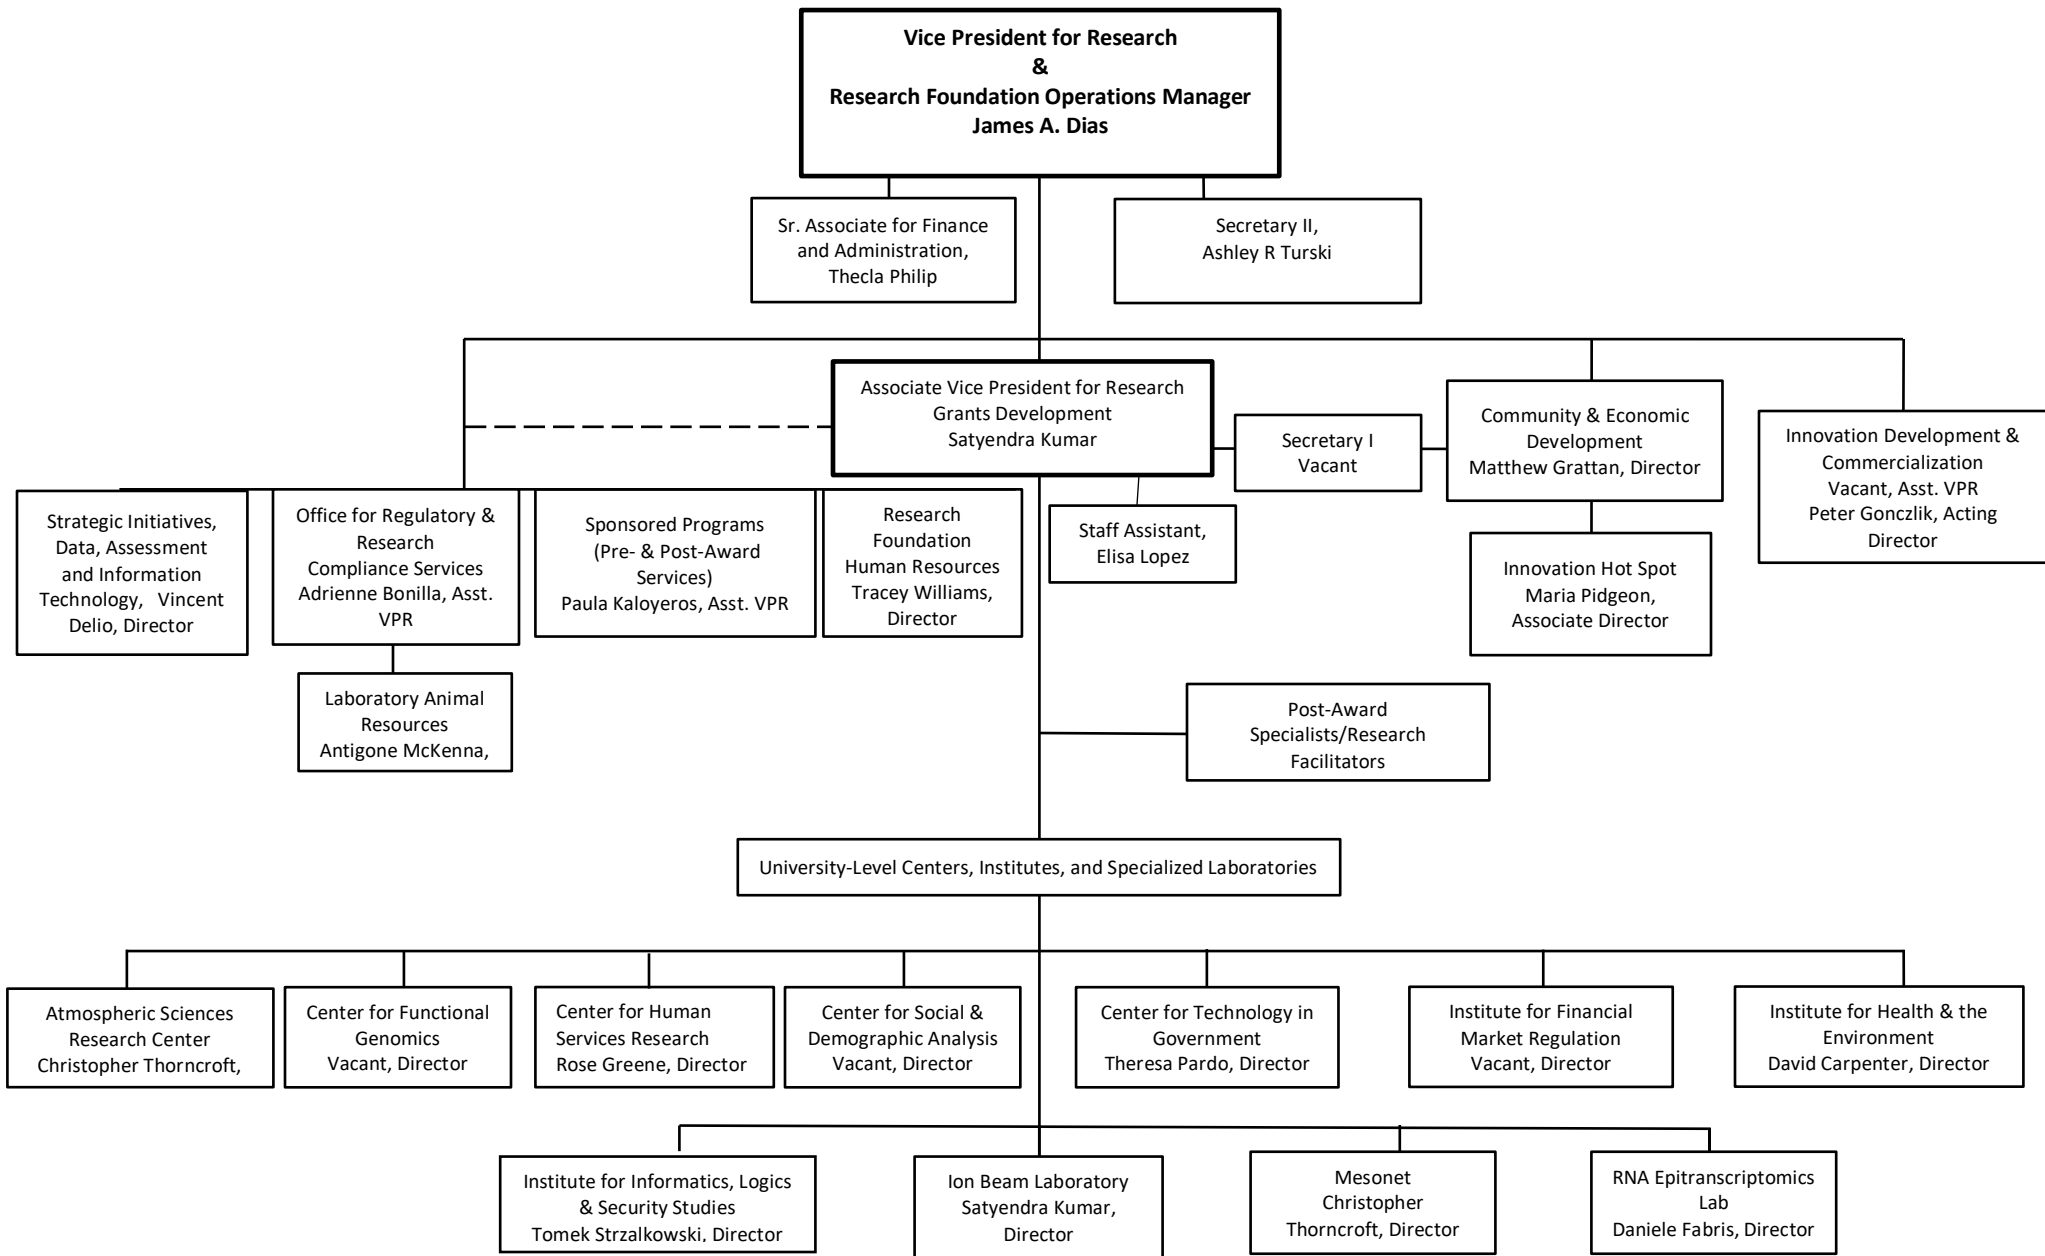 Vice President for Research
&
Research Foundation Operations Manager
James A. Dias
Sr. Associate for Finance
and Administration,
Thecla Philip
Secretary II,
Ashley R Turski
Associate Vice President for Research
Grants Development
Satyendra Kumar
Secretary I
Vacant
Community & Economic
Development
Matthew Grattan, Director
Innovation Development &
Commercialization
Vacant, Asst. VPR
Peter Gonczlik, Acting
Director
Strategic Initiatives,
Data, Assessment
and Information
Technology, Vincent
Delio, Director
Office for Regulatory &
Research
Compliance Services
Adrienne Bonilla, Asst.
VPR
Sponsored Programs
(Pre- & Post-Award
Services)
Paula Kaloyeros, Asst. VPR
Research
Foundation
Human Resources
Tracey Williams,
Director
Staff Assistant,
Elisa Lopez
Innovation Hot Spot
Maria Pidgeon,
Associate Director
Laboratory Animal
Resources
Antigone McKenna,
Post-Award
Specialists/Research
Facilitators
University-Level Centers, Institutes, and Specialized Laboratories
Atmospheric Sciences
Research Center
Christopher Thorncroft,
Center for Functional
Genomics
Vacant, Director
Center for Human
Services Research
Rose Greene, Director
Center for Social &
Demographic Analysis
Vacant, Director
Center for Technology in
Government
Theresa Pardo, Director
Institute for Financial
Market Regulation
Vacant, Director
Institute for Health & the
Environment
David Carpenter, Director
Institute for Informatics, Logics
& Security Studies
Tomek Strzalkowski, Director
Ion Beam Laboratory
Satyendra Kumar,
Director
Mesonet
Christopher
Thorncroft, Director
RNA Epitranscriptomics
Lab
Daniele Fabris, Director